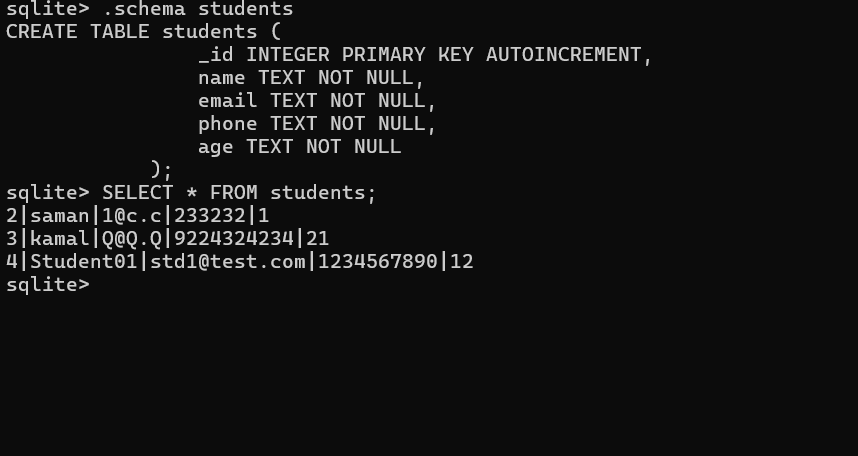 sqlite> .schema students
CREATE TABLE students (
                _id INTEGER PRIMARY KEY AUTOINCREMENT,
                name TEXT NOT NULL,
                email TEXT NOT NULL,
                phone TEXT NOT NULL,
                age TEXT NOT NULL
            );
sqlite> SELECT * FROM students;
2|saman|1@c.c|233232|1
3|kamal|Q@Q.Q|9224324234|21
4|Student01|std1@test.com|1234567890|12
sqlite>